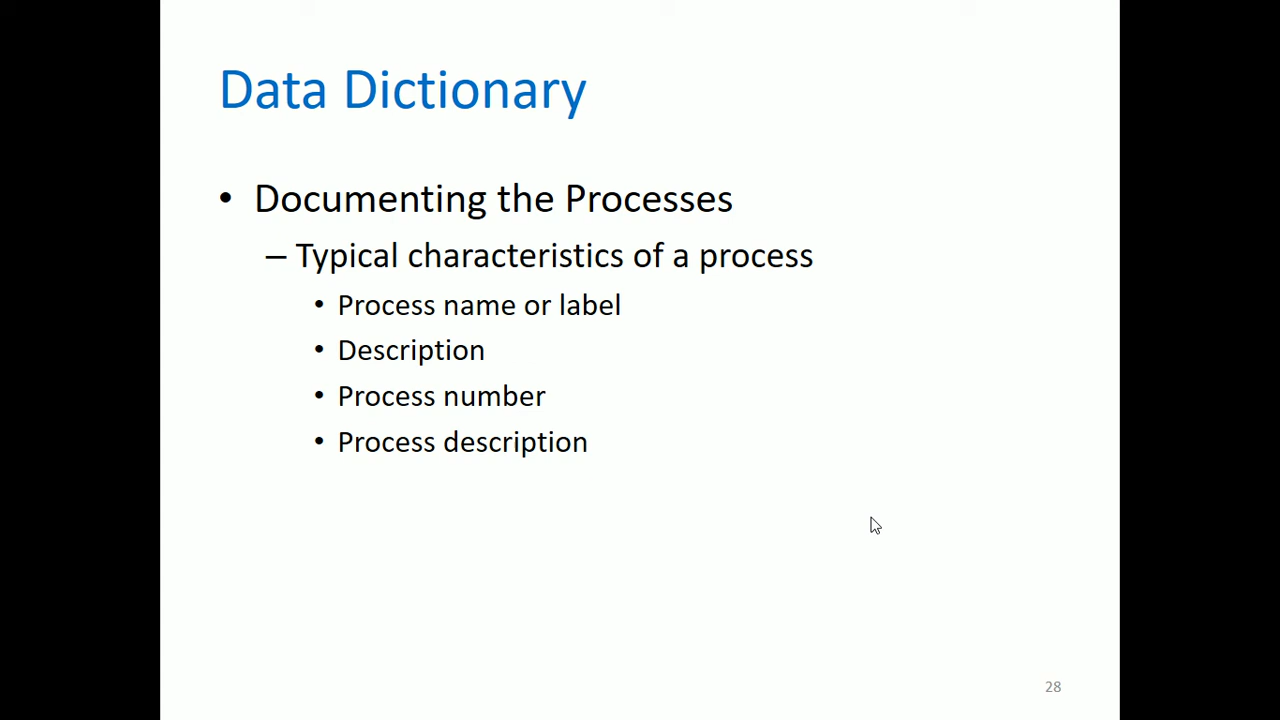 Data Dictionary
• Documenting the Processes
– Typical characteristics of a process
• Process name or label
• Description
• Process number
• Process description
28